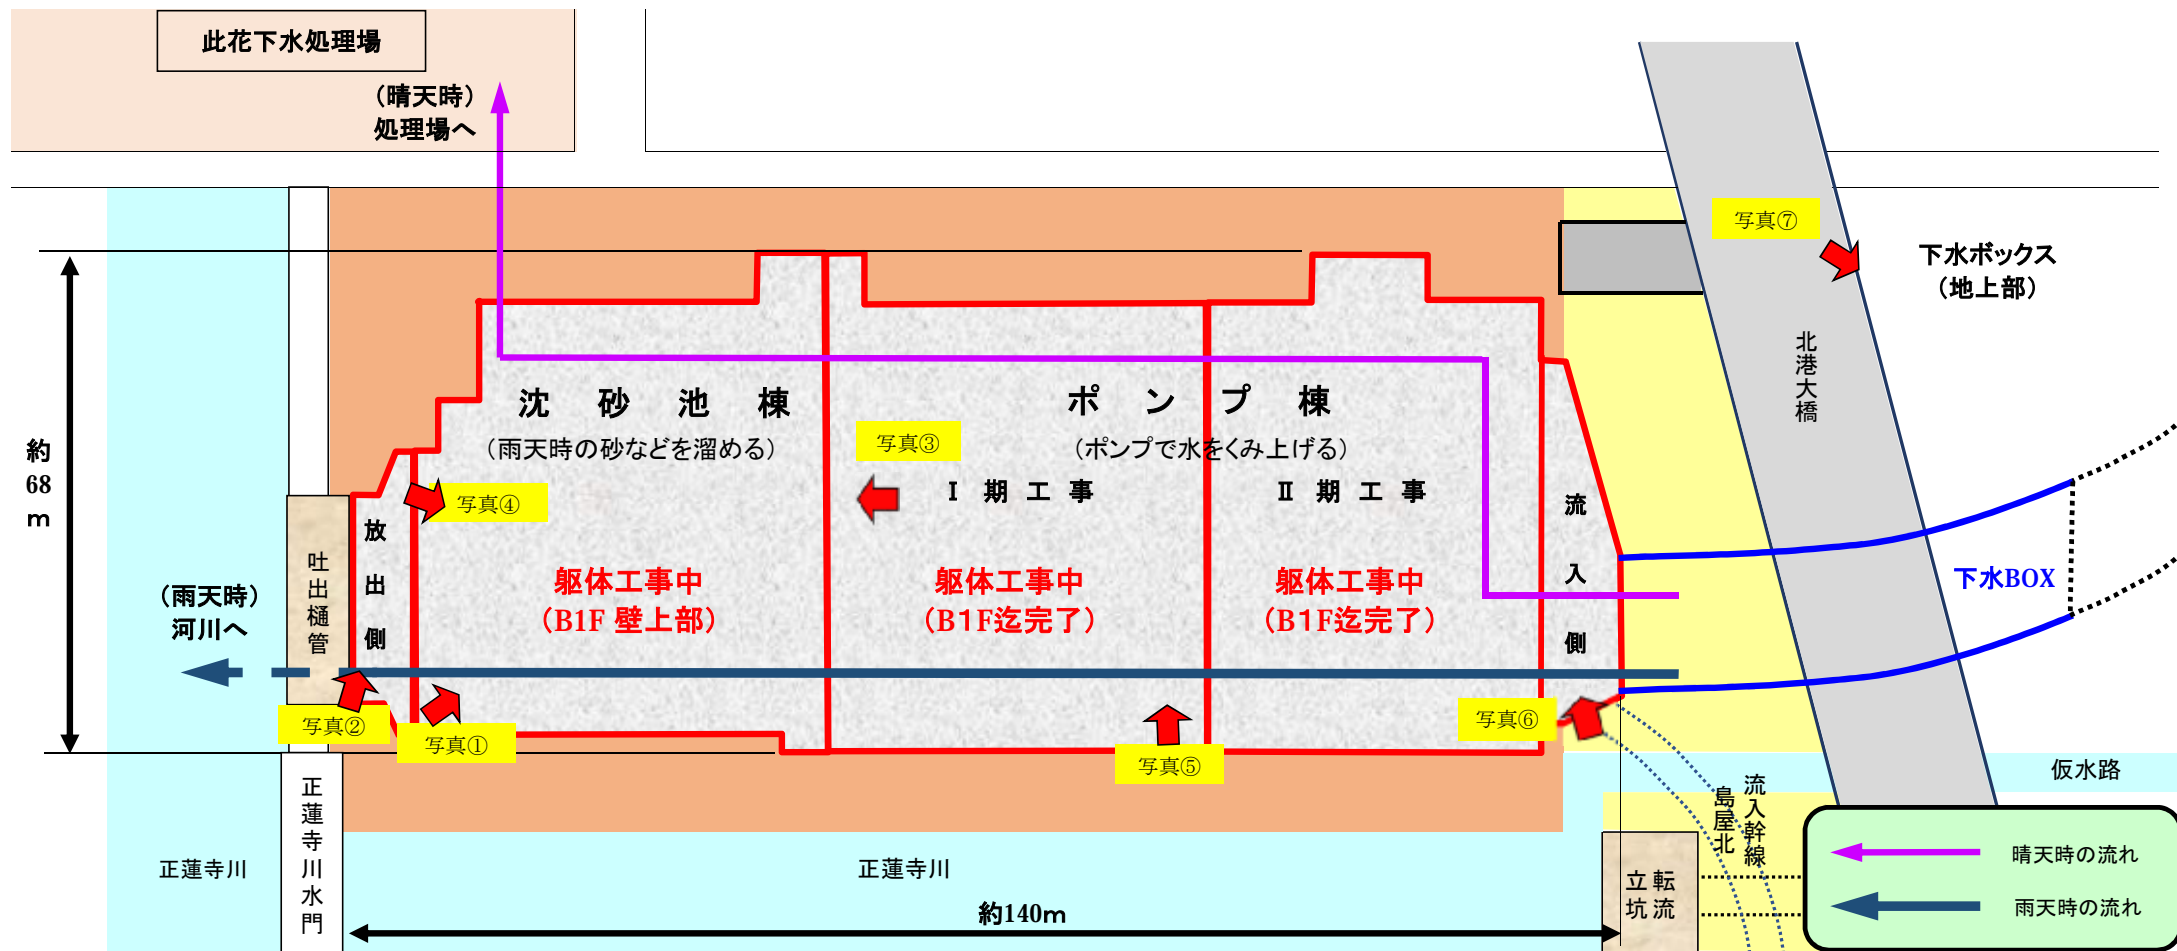 此花下水処理場
（晴天時）
処理場へ
写真⑦
下水ボックス
（地上部）
北港大橋
約
68
ｍ
沈砂池棟
（雨天時の砂などを溜める）
ポンプ棟
（ポンプで水をくみ上げる）
写真③
写真④
Ⅰ期工事
Ⅱ期工事
放出側
流入側
吐出樋管
（雨天時）
河川へ
躯体工事中
（B1F 壁上部）
躯体工事中
（B1F迄完了）
躯体工事中
（B1F迄完了）
下水BOX
写真②
写真①
写真⑤
写真⑥
正蓮寺川水門
正蓮寺川
正蓮寺川
約140ｍ
仮水路
流入幹線
島屋北
転流
立坑
晴天時の流れ
雨天時の流れ